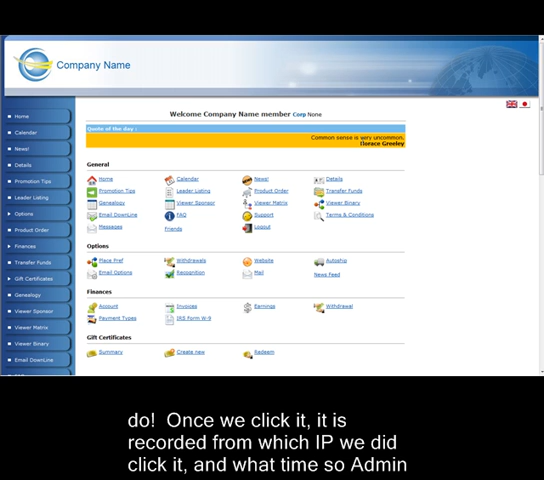 Company Name
Welcome Company Name member Corp None
Quote of the day :
Common sense is very uncommon.
Horace Greeley
Home
Calendar
News!
Details
Promotion Tips
Leader Listing
Options
Product Order
Finances
Transfer Funds
Gift Certificates
Genealogy
Viewer Sponsor
Viewer Matrix
Viewer Binary
Email DownLine
General
Home Calendar News! Details
Promotion Tips Leader Listing Product Order Transfer Funds
Genealogy Viewer Sponsor Viewer Matrix Viewer Binary
Email DownLine FAQ Support Terms & Conditions
Messages Friends Logout
Options
Place Pref Withdrawals Website Autoship
Email Options Recognition Mail News Feed
Finances
Account Invoices Earnings Withdrawal
Payment Types IRS Form W-9
Gift Certificates
Summary Create new Redeem
do! Once we click it, it is
recorded from which IP we did
click it, and what time so Admin